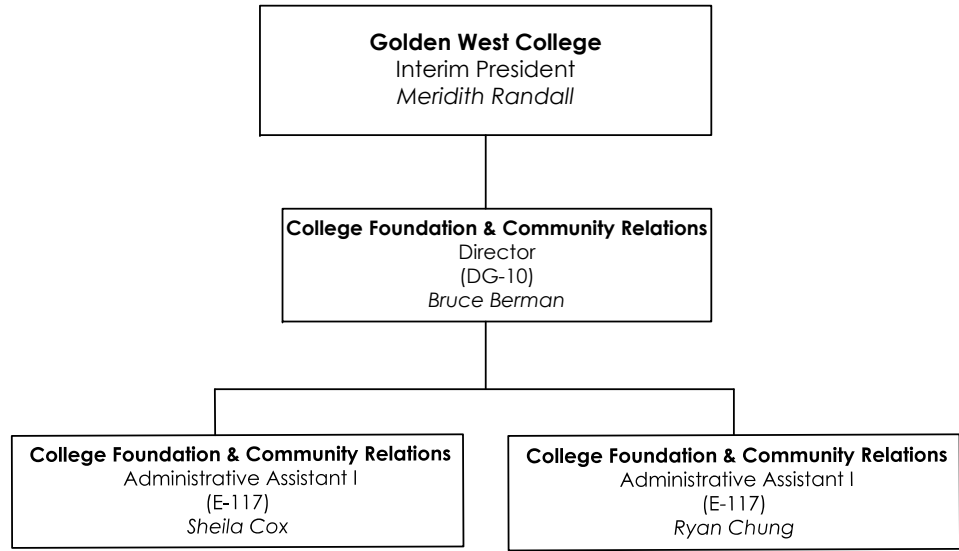 Golden West College
Interim President
Meridith Randall
College Foundation & Community Relations
Director
(DG-10)
Bruce Berman
College Foundation & Community Relations
Administrative Assistant I
(E-117)
Sheila Cox
College Foundation & Community Relations
Administrative Assistant I
(E-117)
Ryan Chung